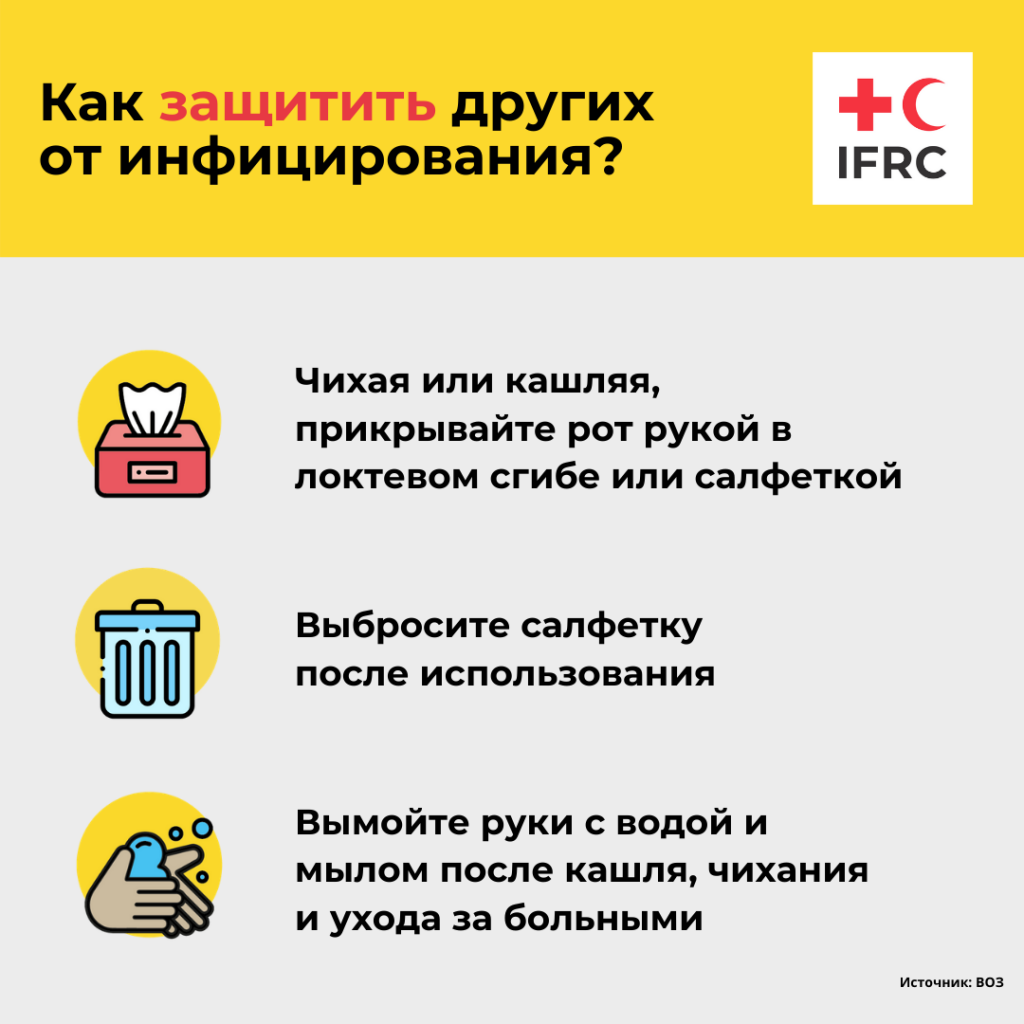 Как защитить других
от инфицирования?
IFRC
Чихая или кашляя,
прикрывайте рот рукой в
локтевом сгибе или салфеткой
Выбросите салфетку
после использования
Вымойте руки с водой и
мылом после кашля, чихания
и ухода за больными
Источник: ВОЗ